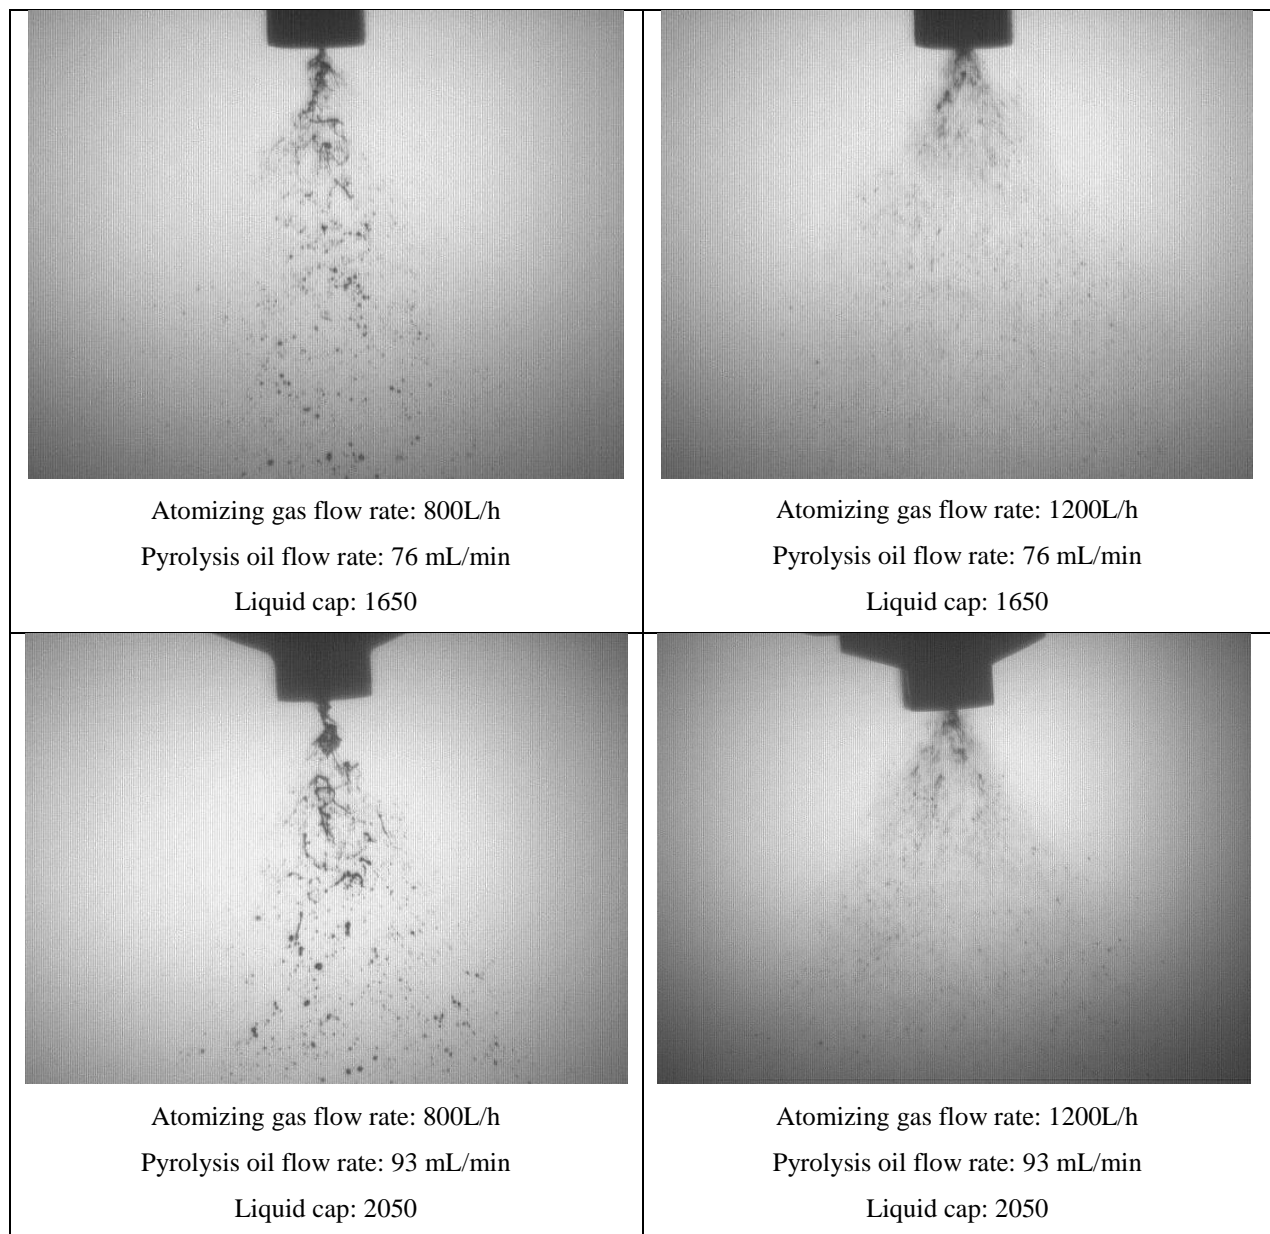 Atomizing gas flow rate: 800L/h
Pyrolysis oil flow rate: 76 mL/min
Liquid cap: 1650
Atomizing gas flow rate: 1200L/h
Pyrolysis oil flow rate: 76 mL/min
Liquid cap: 1650
Atomizing gas flow rate: 800L/h
Pyrolysis oil flow rate: 93 mL/min
Liquid cap: 2050
Atomizing gas flow rate: 1200L/h
Pyrolysis oil flow rate: 93 mL/min
Liquid cap: 2050